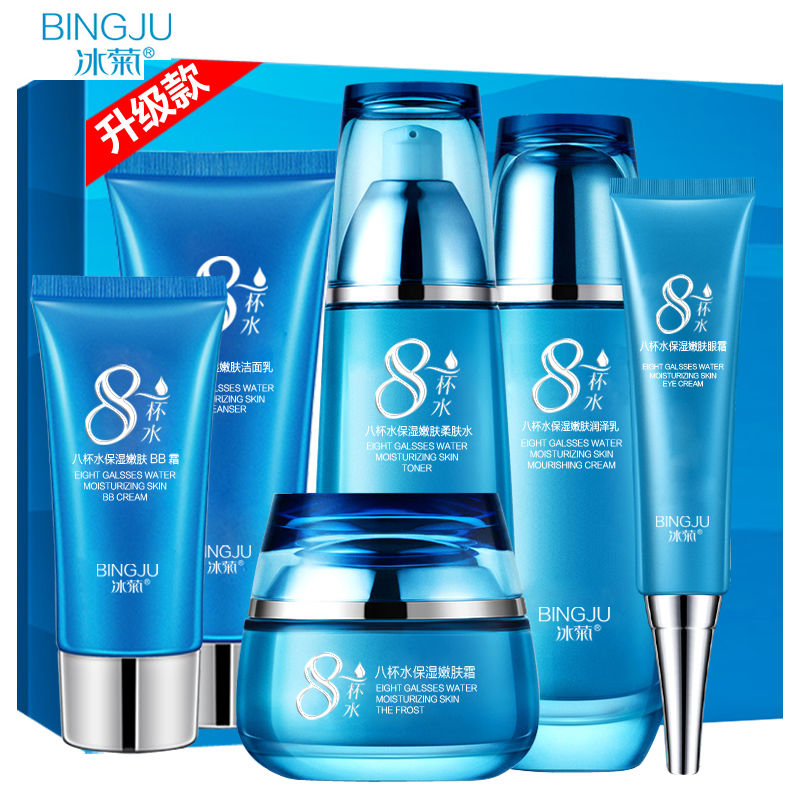 BINGJU
冰菊®
升级款
8杯水
嫩肤洁面乳
SSES WATER
RIZING SKIN
EANSER
BINGJU
冰菊®
8杯水
八杯水保湿嫩肤 BB 霜
EIGHT GALSSES WATER
MOISTURIZING SKIN
BB CREAM
BINGJU
冰菊®
8杯水
八杯水保湿嫩肤柔肤水
EIGHT GALSSES WATER
MOISTURIZING SKIN
TONER
8杯水
八杯水保湿嫩肤润泽乳
EIGHT GALSSES WATER
MOISTURIZING SKIN
MOURISHING CREAM
BINGJU
冰菊®
8杯水
八杯水保湿嫩肤眼霜
EIGHT GALSSES WATER
MOISTURIZING SKIN
EYE CREAM
BINGJU
冰菊®
8杯水
八杯水保湿嫩肤霜
EIGHT GALSSES WATER
MOISTURIZING SKIN
THE FROST